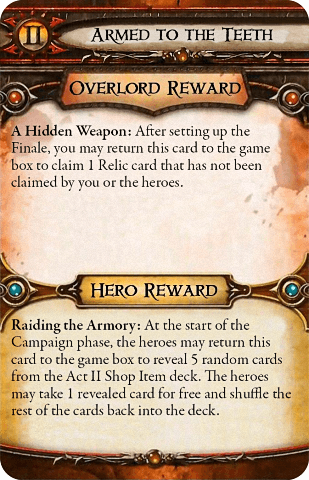 II
Armed to the Teeth
Overlord Reward
A Hidden Weapon: After setting up the
Finale, you may return this card to the game
box to claim 1 Relic card that has not been
claimed by you or the heroes.
Hero Reward
Raiding the Armory: At the start of the
Campaign phase, the heroes may return this
card to the game box to reveal 5 random cards
from the Act II Shop Item deck. The heroes
may take 1 revealed card for free and shuffle the
rest of the cards back into the deck.